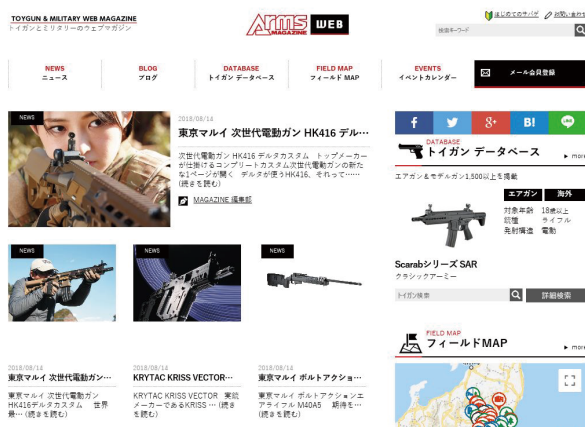 TOYGUN & MILITARY WEB MAGAZINE
トイガンとミリタリーのウェブマガジン
Arms
MAGAZINE
WEB
はじめてのサバゲ
お問い合わせ
検索キーワード
NEWS
ニュース
BLOG
ブログ
DATABASE
トイガン データベース
FIELD MAP
フィールド MAP
EVENTS
イベントカレンダー
メール会員登録
NEWS
2018/08/14
東京マルイ 次世代電動ガン HK416 デル…
次世代電動ガン HK416 デルタカスタム トップメーカー
が仕掛けるコンプリートカスタム次世代電動ガンの新た
な1ページが開く デルタが使うHK416、それって……
(続きを読む)
MAGAZINE 編集部
f
8+
B!
LINE
DATABASE
トイガン データベース
more
エアガン&モデルガン1,500以上を掲載
エアガン
海外
対象年齢 18歳以上
銃種 ライフル
発射構造 電動
Scarabシリーズ SAR
クラシックアーミー
トイガン検索
詳細検索
NEWS
2018/08/14
東京マルイ 次世代電動ガン…
東京マルイ 次世代電動ガン
HK416デルタカスタム 世界
最… (続きを読む)
NEWS
2018/08/14
KRYTAC KRISS VECTOR…
KRYTAC KRISS VECTOR 実銃
メーカーであるKRISS … (続き
を読む)
NEWS
2018/08/14
東京マルイ ボルトアクショ…
東京マルイ ボルトアクションエ
アライフル M40A5 期待を…
(続きを読む)
FIELD MAP
フィールドMAP
more